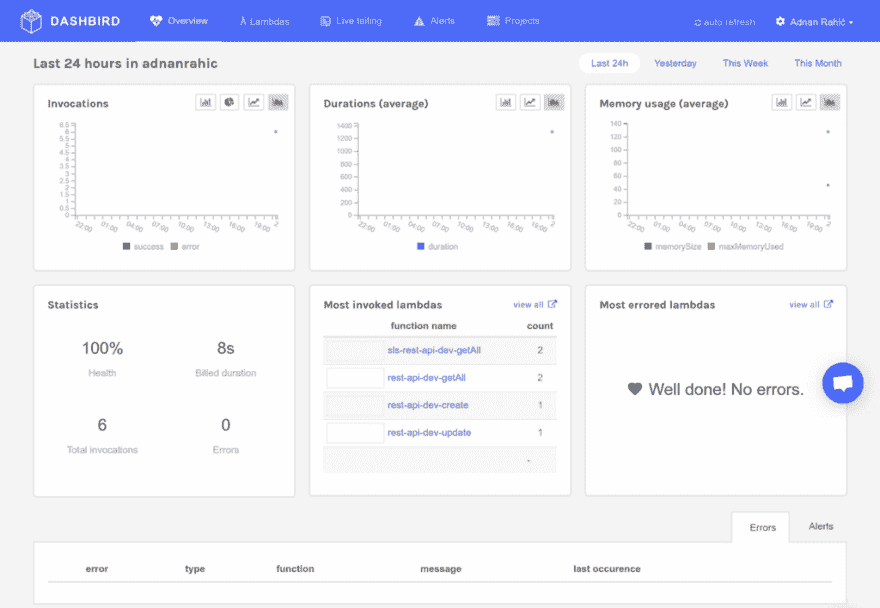 DASHBIRD Overview Lambdas Live tailing Alerts Projects auto refresh Adnan Rahić
Last 24 hours in adnanrahic Last 24h Yesterday This Week This Month
Invocations
6.5
6
5.5
5
4.5
4
3.5
3
2.5
2
1.5
1
0.5
0
22:00 01:00 04:00 07:00 10:00 13:00 16:00 19:00 2
success error
Durations (average)
1400
1200
1000
800
600
400
200
0
22:00 01:00 04:00 07:00 10:00 13:00 16:00 19:00 2
duration
Memory usage (average)
140
120
100
80
60
40
20
0
22:00 01:00 04:00 07:00 10:00 13:00 16:00 19:00 2
memorySize maxMemoryUsed
Statistics
100% 8s
Health Billed duration
6 0
Total invocations Errors
Most invoked lambdas view all
function name count
sls-rest-api-dev-getAll 2
rest-api-dev-getAll 2
rest-api-dev-create 1
rest-api-dev-update 1
-
Most errored lambdas view all
Well done! No errors.
Errors Alerts
error type function message last occurence